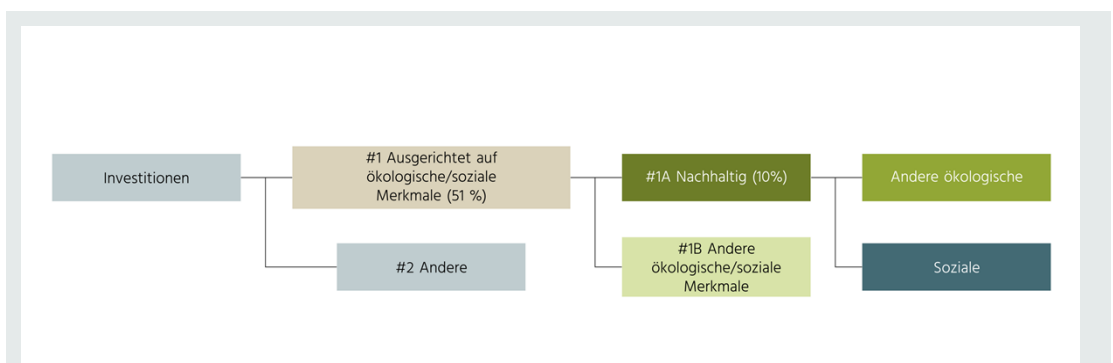 Investitionen
#1 Ausgerichtet auf
ökologische/soziale
Merkmale (51 %)
#2 Andere
#1A Nachhaltig (10%)
#1B Andere
ökologische/soziale
Merkmale
Andere ökologische
Soziale